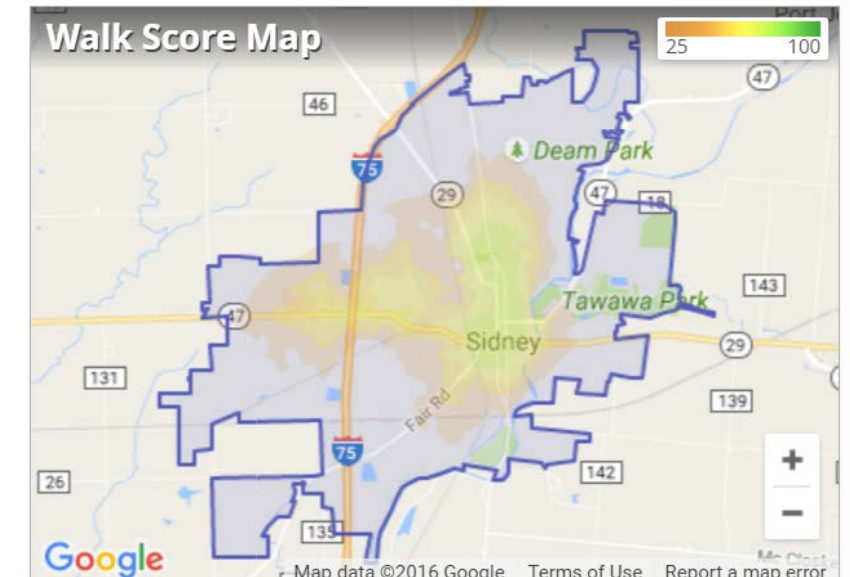 Walk Score Map
25 100
47
46
75
Deam Park
29
47
18
143
Tawawa Park
47
Sidney
29
131
139
Fair Rd
75
142
26
135
+
−
Google
Map data ©2016 Google Terms of Use Report a map error